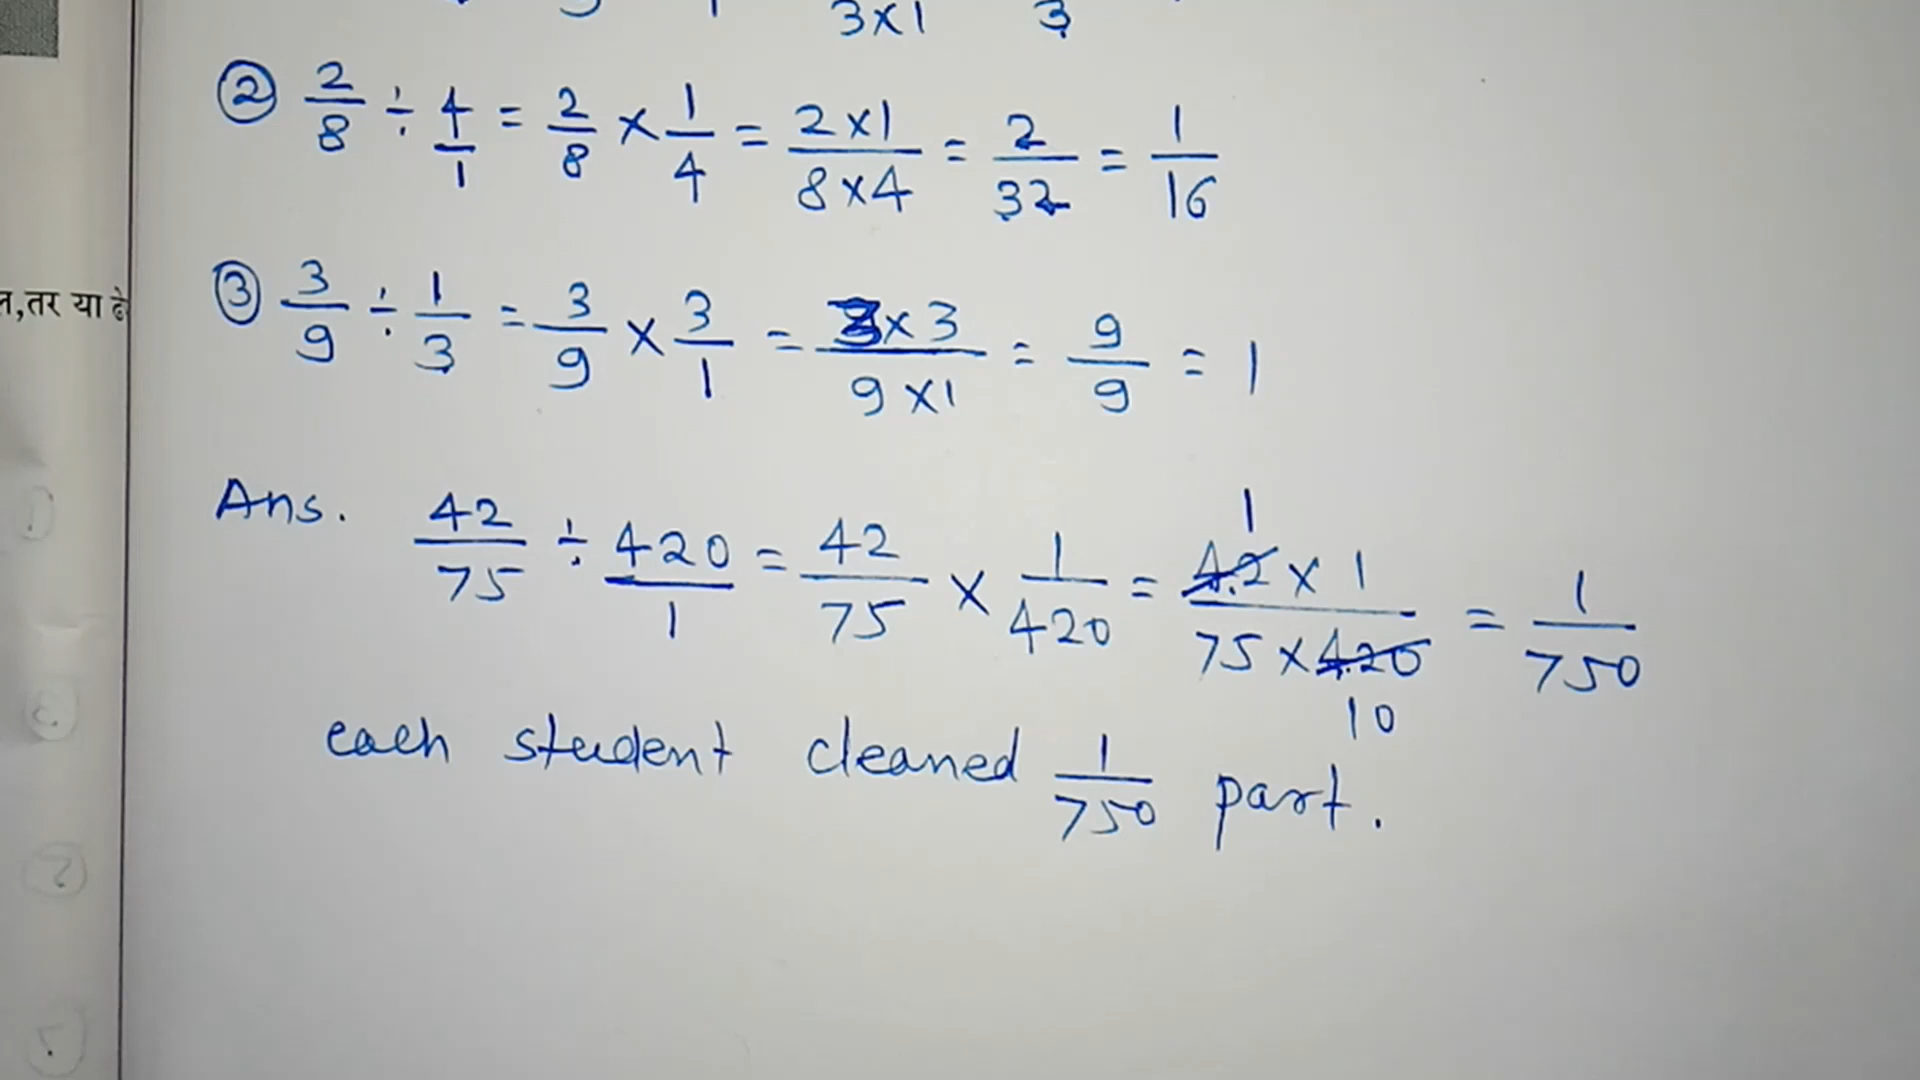 3×1 3
② 2/8 ÷ 4/1 = 2/8 × 1/4 = 2×1/8×4 = 2/32 = 1/16
③ 3/9 ÷ 1/3 = 3/9 × 3/1 = 3×3/9×1 = 9/9 = 1
तर या
Ans. 42/75 ÷ 420/1 = 42/75 × 1/420 = 1 42×1/75×420 10 = 1/750
each student cleaned 1/750 part.